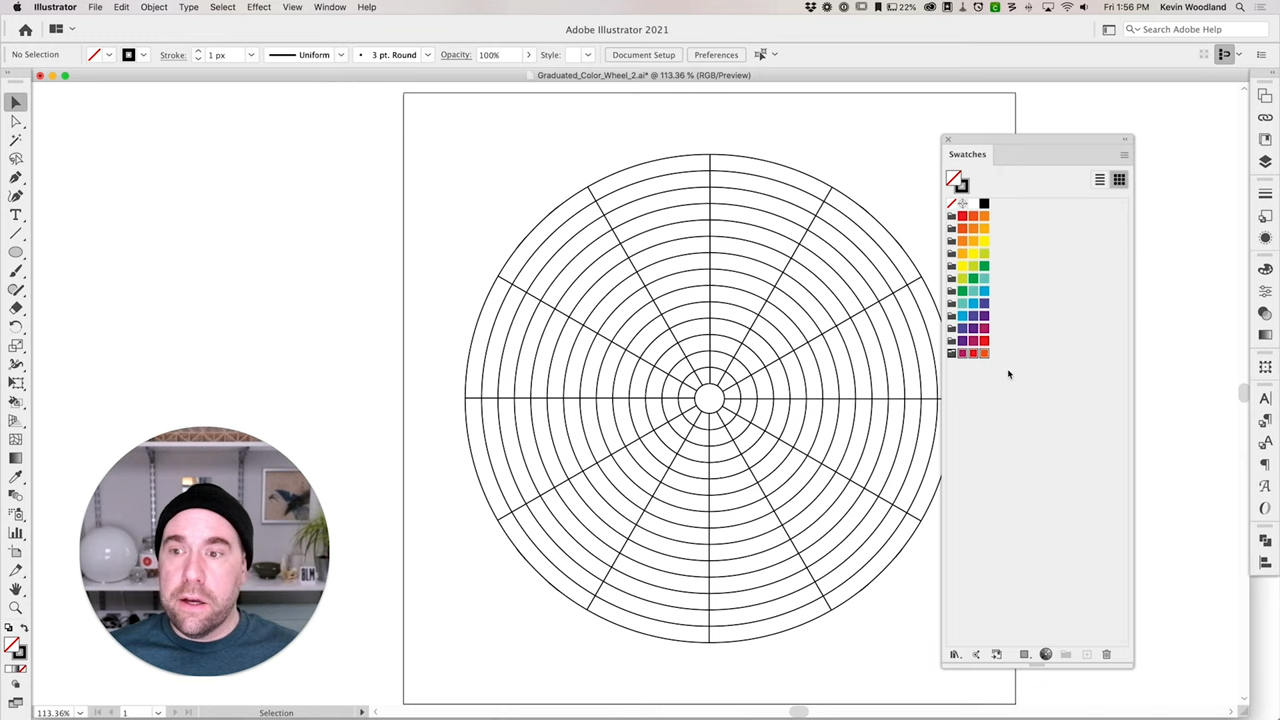 Illustrator File Edit Object Type Select Effect View Window Help 22% Fri 1:56 PM Kevin Woodland
Adobe Illustrator 2021 Search Adobe Help
No Selection Stroke: 1 px Uniform 3 pt. Round Opacity: 100% Style: Document Setup Preferences
Graduated_Color_Wheel_2.ai* @ 113.36 % (RGB/Preview)
Swatches
BLM
113.36% 1 Selection